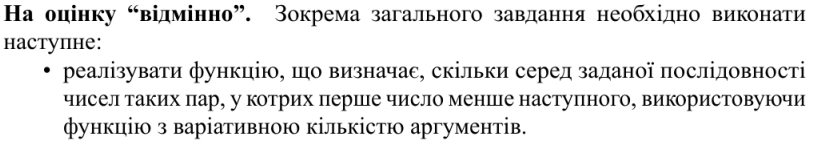 На оцінку “відмінно”. Зокрема загального завдання необхідно виконати
наступне:
• реалізувати функцію, що визначає, скільки серед заданої послідовності
чисел таких пар, у котрих перше число менше наступного, використовуючи
функцію з варіативною кількістю аргументів.